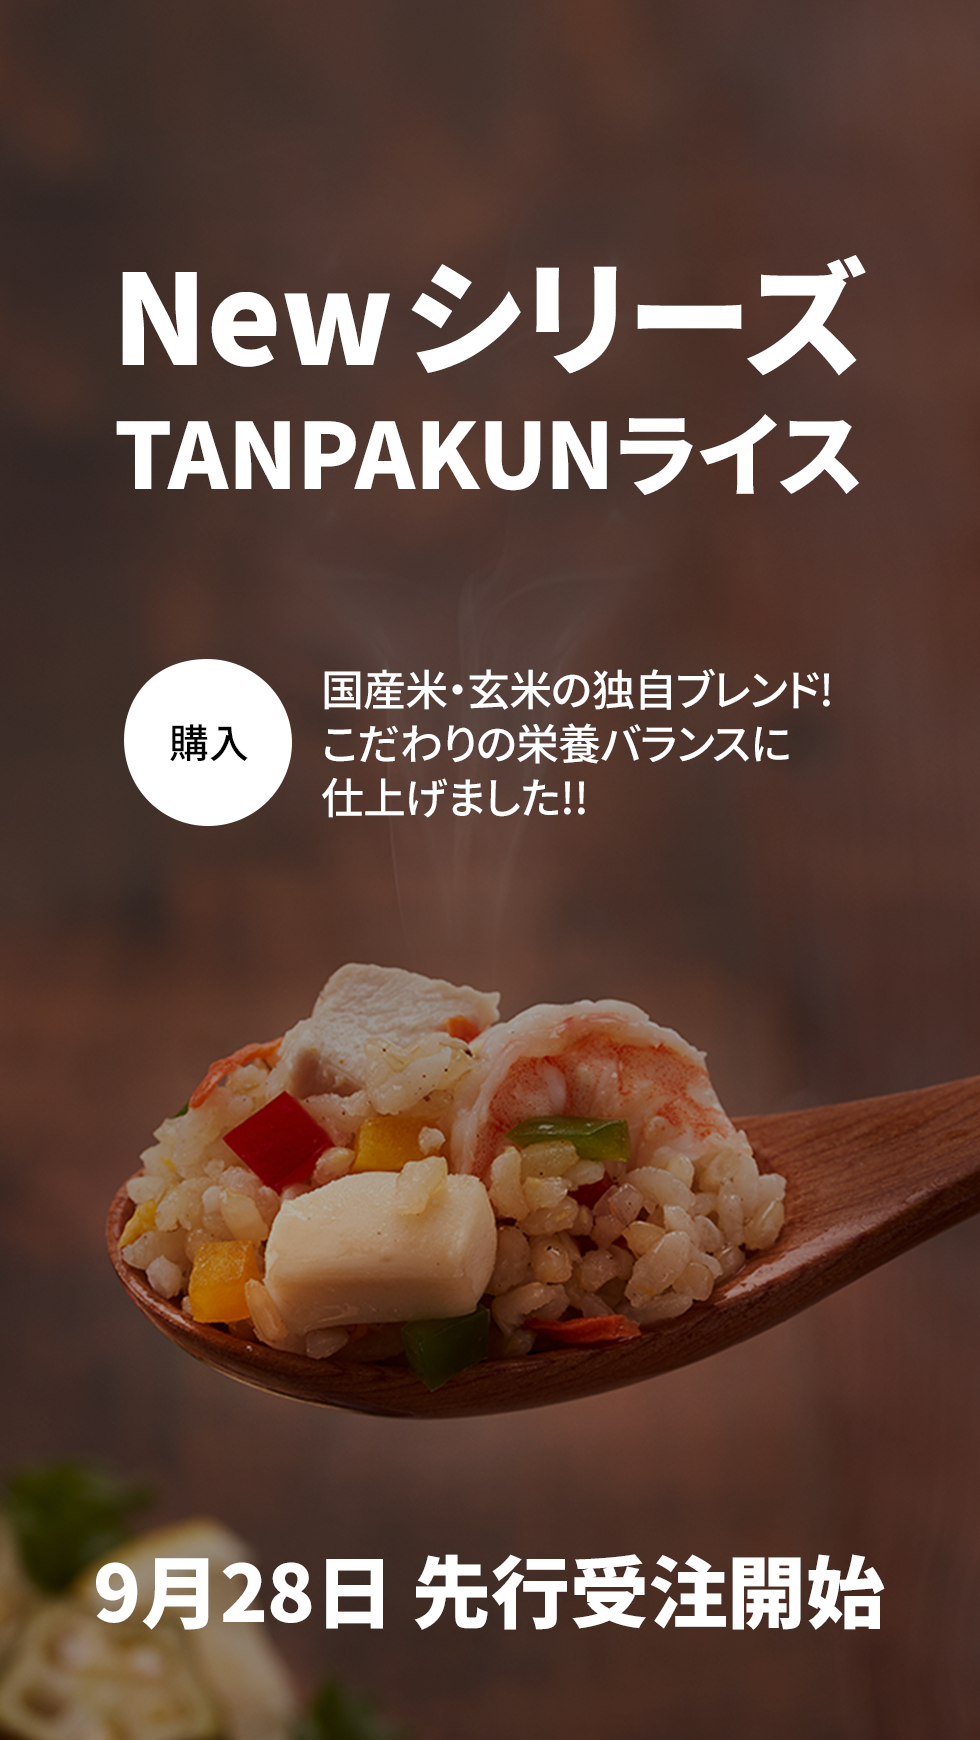 Newシリーズ
TANPAKUNライス
購入
国産米・玄米の独自ブレンド!
こだわりの栄養バランスに
仕上げました!!
9月28日 先行受注開始